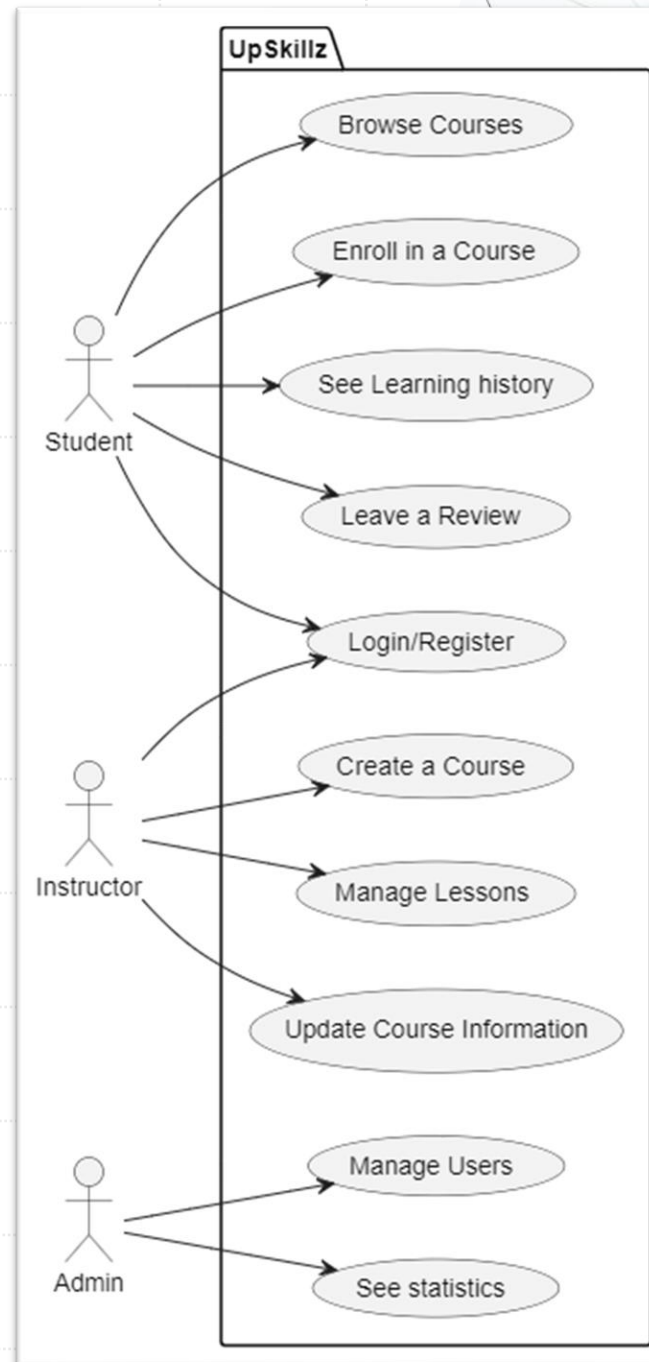 UpSkillz
Browse Courses
Enroll in a Course
See Learning history
Student
Leave a Review
Login/Register
Create a Course
Instructor
Manage Lessons
Update Course Information
Manage Users
Admin
See statistics